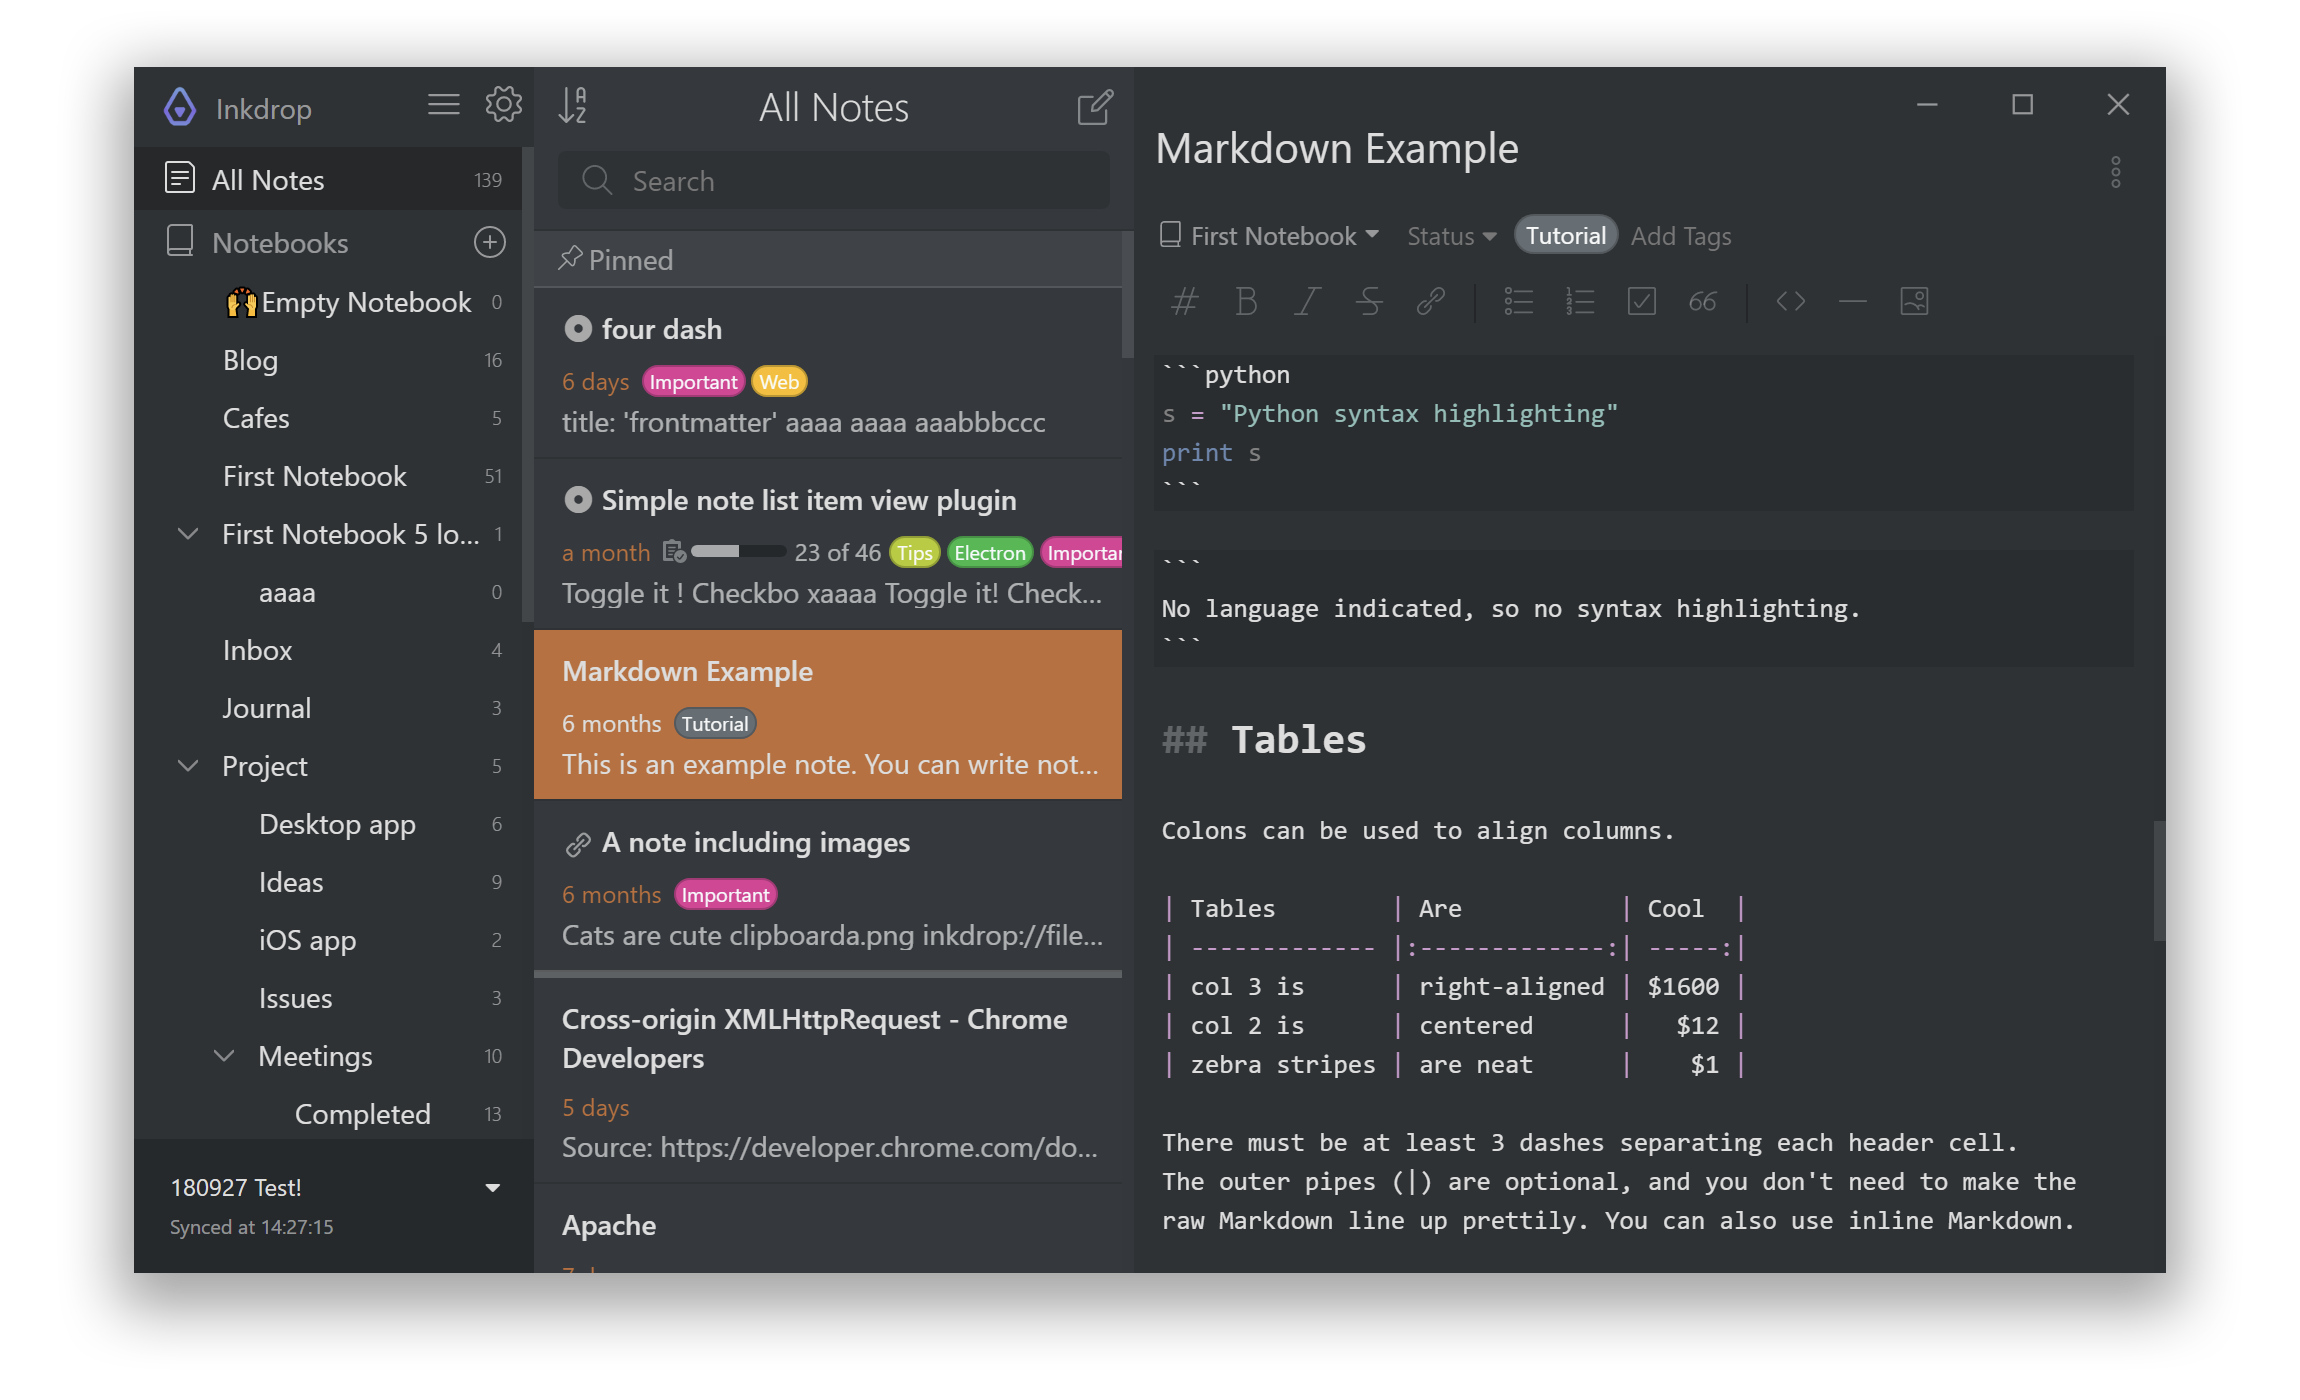 Inkdrop
All Notes 139
Notebooks
Empty Notebook 0
Blog 16
Cafes 5
First Notebook 51
First Notebook 5 lo... 1
aaaa 0
Inbox 4
Journal 3
Project 5
Desktop app 6
Ideas 9
iOS app 2
Issues 3
Meetings 10
Completed 13
180927 Test!
Synced at 14:27:15
All Notes
Search
Pinned
four dash
6 days Important Web
title: 'frontmatter' aaaa aaaa aaabbbccc
Simple note list item view plugin
a month 23 of 46 Tips Electron Importan
Toggle it ! Checkbo xaaaa Toggle it! Check...
Markdown Example
6 months Tutorial
This is an example note. You can write not...
A note including images
6 months Important
Cats are cute clipboarda.png inkdrop://file...
Cross-origin XMLHttpRequest - Chrome
Developers
5 days
Source: https://developer.chrome.com/do...
Apache
Markdown Example
First Notebook Status Tutorial Add Tags
```python
s = "Python syntax highlighting"
print s
```
```
No language indicated, so no syntax highlighting.
```
## Tables
Colons can be used to align columns.
| Tables        | Are           | Cool  |
| ------------- |:-------------:| -----:|
| col 3 is      | right-aligned | $1600 |
| col 2 is      | centered      |   $12 |
| zebra stripes | are neat      |    $1 |
There must be at least 3 dashes separating each header cell.
The outer pipes (|) are optional, and you don't need to make the
raw Markdown line up prettily. You can also use inline Markdown.